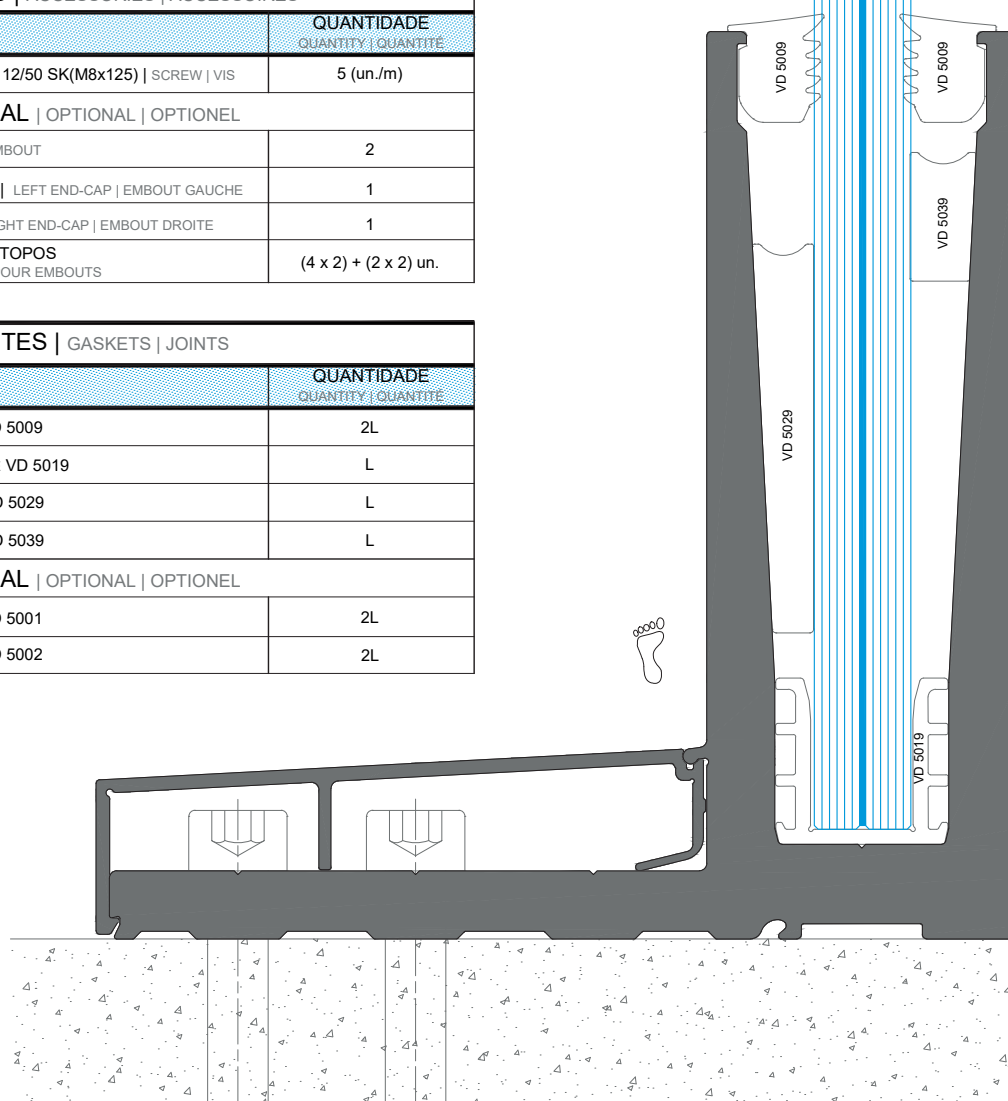 | ACCESSORIES | ACCESSOIRES
QUANTIDADE
QUANTITY | QUANTITÉ
12/50 SK(M8x125) | SCREW | VIS
5 (un./m)
AL | OPTIONAL | OPTIONEL
MBOUT
2
| LEFT END-CAP | EMBOUT GAUCHE
1
GHT END-CAP | EMBOUT DROITE
1
TOPOS
OUR EMBOUTS
(4 x 2) + (2 x 2) un.
TES | GASKETS | JOINTS
QUANTIDADE
QUANTITY | QUANTITÉ
5009
2L
VD 5019
L
5029
L
5039
L
AL | OPTIONAL | OPTIONEL
5001
2L
5002
2L
VD 5009
VD 5009
VD 5039
VD 5029
VD 5019